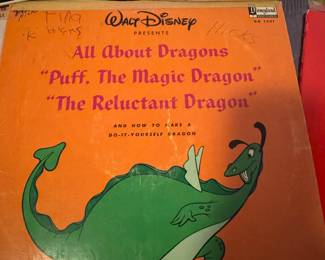 WALT DISNEY
PRESENTS
Disneyland
All About Dragons
"Puff, The Magic Dragon"
"The Reluctant Dragon"
AND HOW TO MAKE A
DO-IT-YOURSELF DRAGON